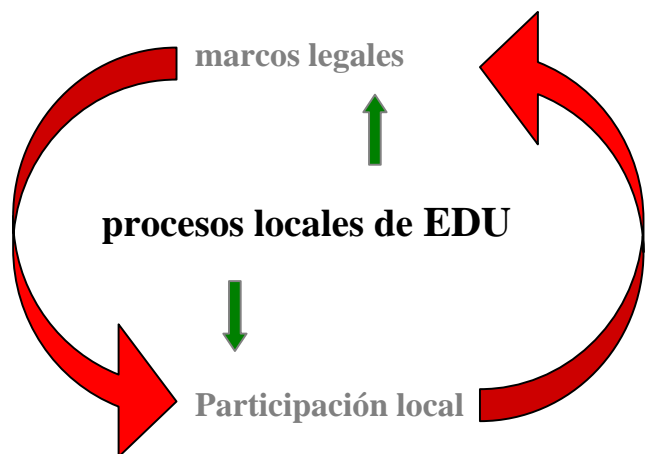 marcos legales
procesos locales de EDU
Participación local